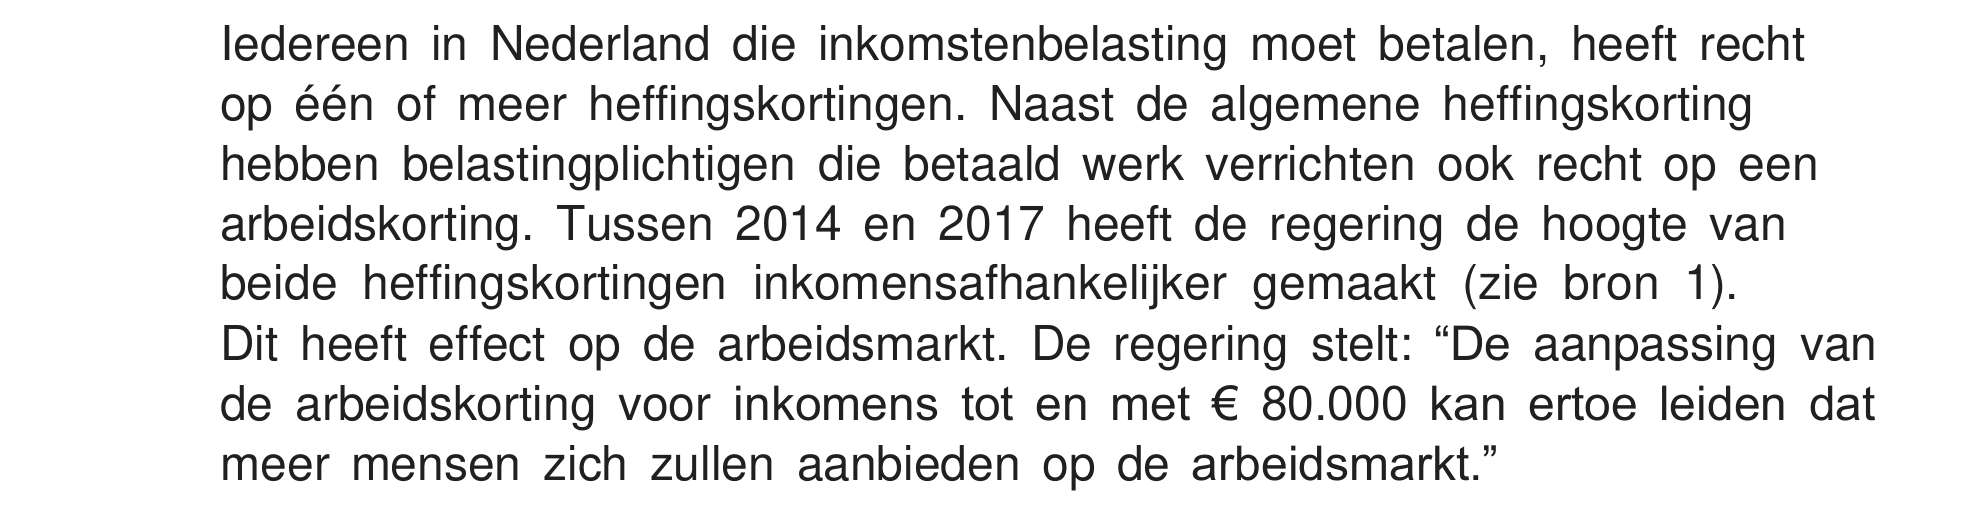 Iedereen in Nederland die inkomstenbelasting moet betalen, heeft recht
op één of meer heffingskortingen. Naast de algemene heffingskorting
hebben belastingplichtigen die betaald werk verrichten ook recht op een
arbeidskorting. Tussen 2014 en 2017 heeft de regering de hoogte van
beide heffingskortingen inkomensafhankelijker gemaakt (zie bron 1).
Dit heeft effect op de arbeidsmarkt. De regering stelt: “De aanpassing van
de arbeidskorting voor inkomens tot en met € 80.000 kan ertoe leiden dat
meer mensen zich zullen aanbieden op de arbeidsmarkt.”